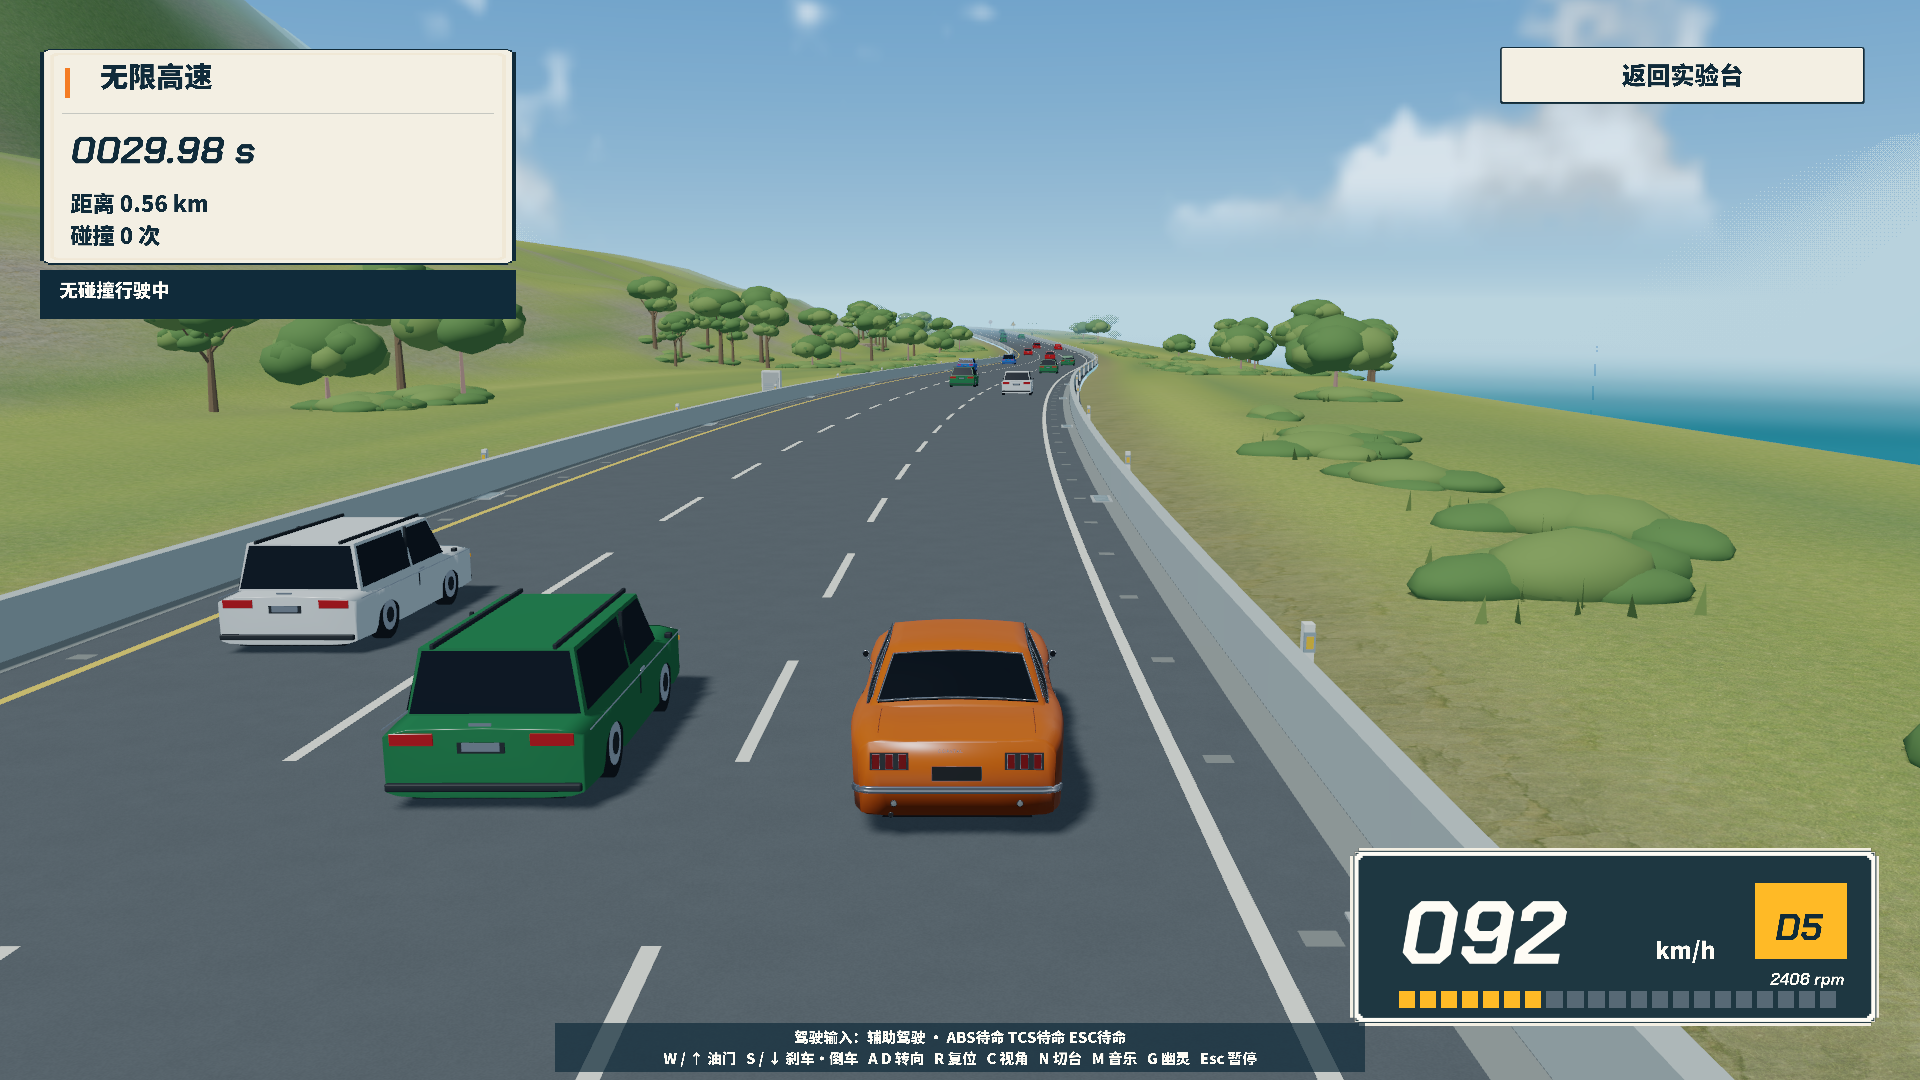 无限高速
返回实验台
0029.98 s
距离 0.56 km
碰撞 0 次
无碰撞行驶中
092 km/h D5
2406 rpm
驾驶输入：辅助驾驶 · ABS待命 TCS待命 ESC待命
W / ↑ 油门 S / ↓ 刹车·倒车 A D 转向 R 复位 C 视角 N 切台 M 音乐 G 幽灵 Esc 暂停